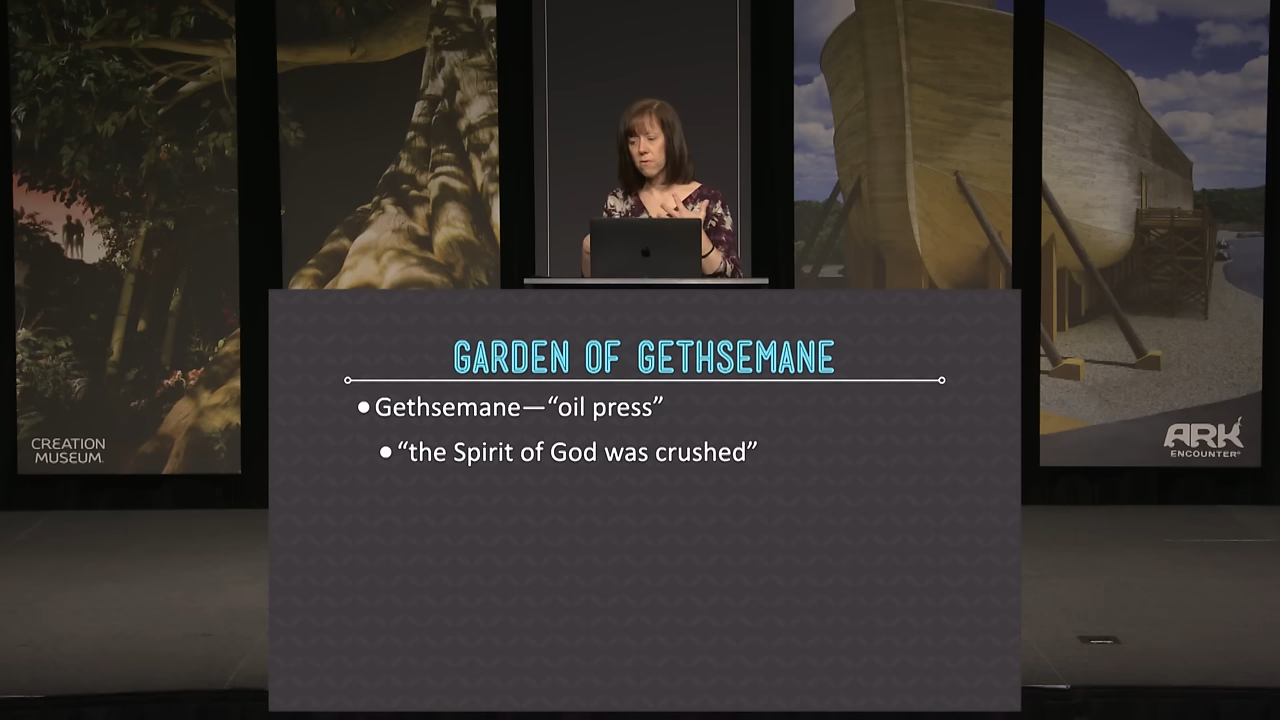 GARDEN OF GETHSEMANE
●Gethsemane—“oil press”
●“the Spirit of God was crushed”
CREATION
MUSEUM.
ARK
ENCOUNTER®